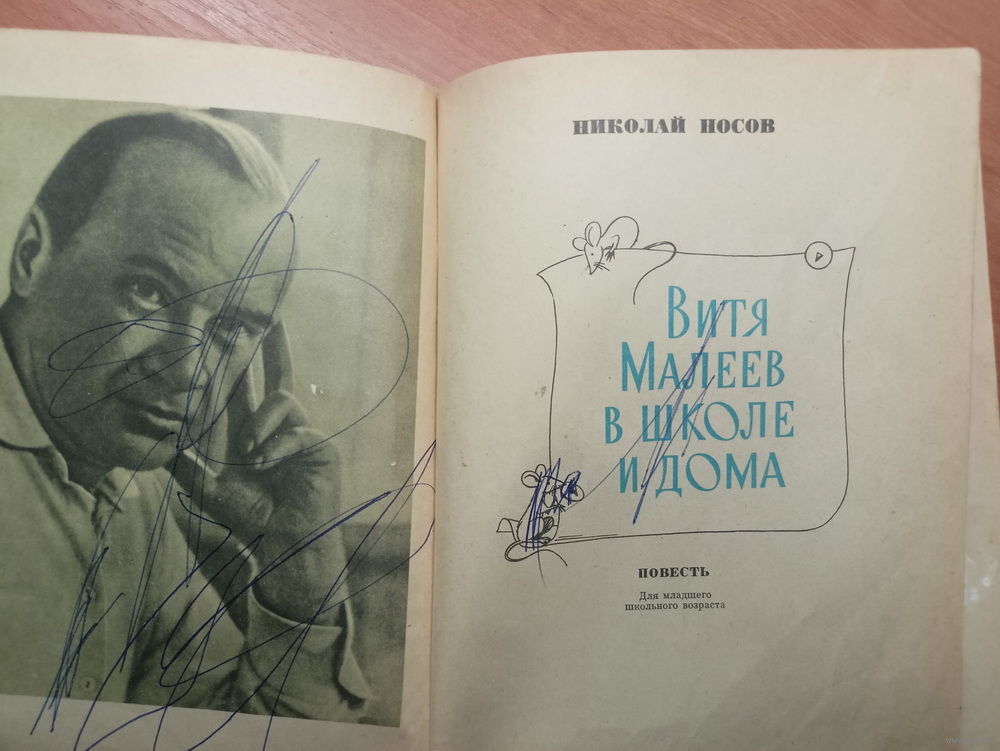 НИКОЛАЙ НОСОВ
ВИТЯ
МАЛЕЕВ
В ШКОЛЕ
И ДОМА
ПОВЕСТЬ
Для младшего
школьного возраста